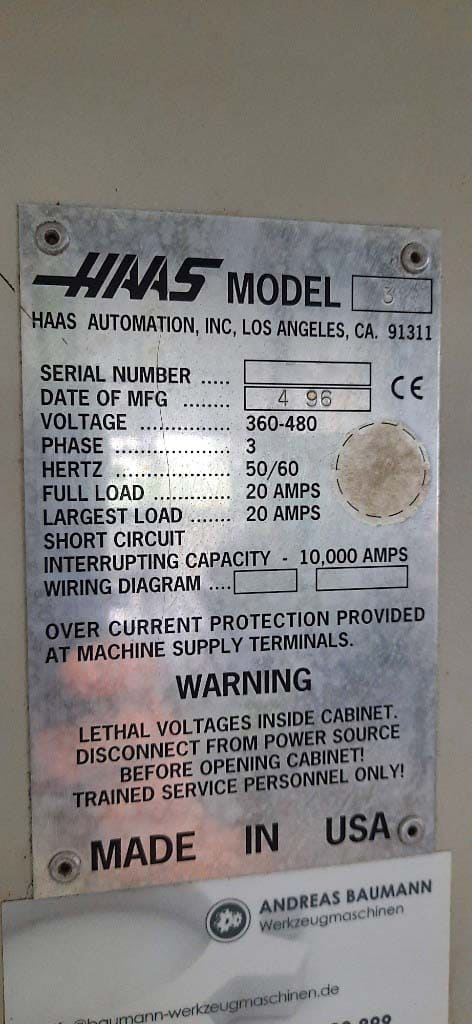 HAAS MODEL 3
HAAS AUTOMATION, INC, LOS ANGELES, CA. 91311
SERIAL NUMBER .....
CE
DATE OF MFG ........ 4 96
VOLTAGE ............... 360-480
PHASE ................... 3
HERTZ ................... 50/60
FULL LOAD ............. 20 AMPS
LARGEST LOAD ....... 20 AMPS
SHORT CIRCUIT
INTERRUPTING CAPACITY - 10,000 AMPS
WIRING DIAGRAM ....
OVER CURRENT PROTECTION PROVIDED
AT MACHINE SUPPLY TERMINALS.
WARNING
LETHAL VOLTAGES INSIDE CABINET.
DISCONNECT FROM POWER SOURCE
BEFORE OPENING CABINET!
TRAINED SERVICE PERSONNEL ONLY!
MADE IN USA
ANDREAS BAUMANN
Werkzeugmaschinen
@baumann-werkzeugmaschinen.de